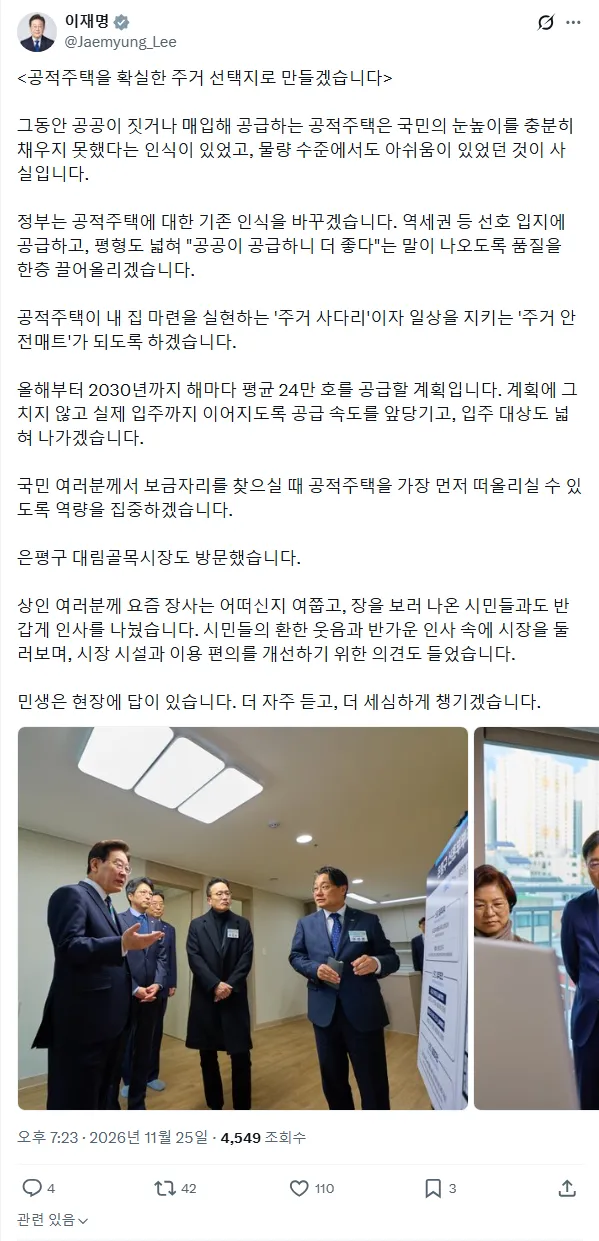 이재명
@Jaemyung_Lee
<공적주택을 확실한 주거 선택지로 만들겠습니다>
그동안 공공이 짓거나 매입해 공급하는 공적주택은 국민의 눈높이를 충분히
채우지 못했다는 인식이 있었고, 물량 수준에서도 아쉬움이 있었던 것이 사
실입니다.
정부는 공적주택에 대한 기존 인식을 바꾸겠습니다. 역세권 등 선호 입지에
공급하고, 평형도 넓혀 "공공이 공급하니 더 좋다"는 말이 나오도록 품질을
한층 끌어올리겠습니다.
공적주택이 내 집 마련을 실현하는 '주거 사다리'이자 일상을 지키는 '주거 안
전매트'가 되도록 하겠습니다.
올해부터 2030년까지 해마다 평균 24만 호를 공급할 계획입니다. 계획에 그
치지 않고 실제 입주까지 이어지도록 공급 속도를 앞당기고, 입주 대상도 넓
혀 나가겠습니다.
국민 여러분께서 보금자리를 찾으실 때 공적주택을 가장 먼저 떠올리실 수 있
도록 역량을 집중하겠습니다.
은평구 대림골목시장도 방문했습니다.
상인 여러분께 요즘 장사는 어떠신지 여쭙고, 장을 보러 나온 시민들과도 반
갑게 인사를 나눴습니다. 시민들의 환한 웃음과 반가운 인사 속에 시장을 둘
러보며, 시장 시설과 이용 편의를 개선하기 위한 의견도 들었습니다.
민생은 현장에 답이 있습니다. 더 자주 듣고, 더 세심하게 챙기겠습니다.
오후 7:23 · 2026년 11월 25일 · 4,549 조회수
4 42 110 3
관련 있음